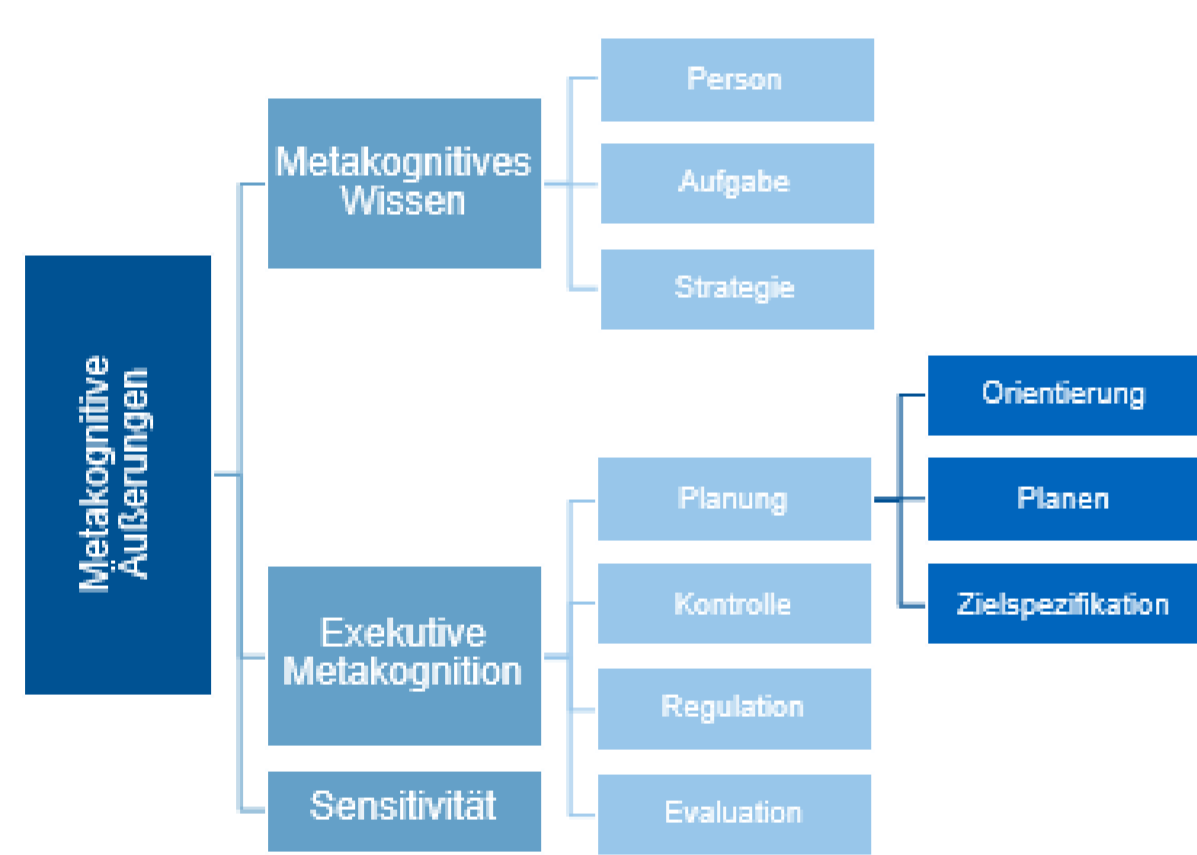 Metakognitive
Äußerungen
Metakognitives
Wissen
Person
Aufgabe
Strategie
Exekutive
Metakognition
Planung
Kontrolle
Regulation
Evaluation
Orientierung
Planen
Zielspezifikation
Sensitivität